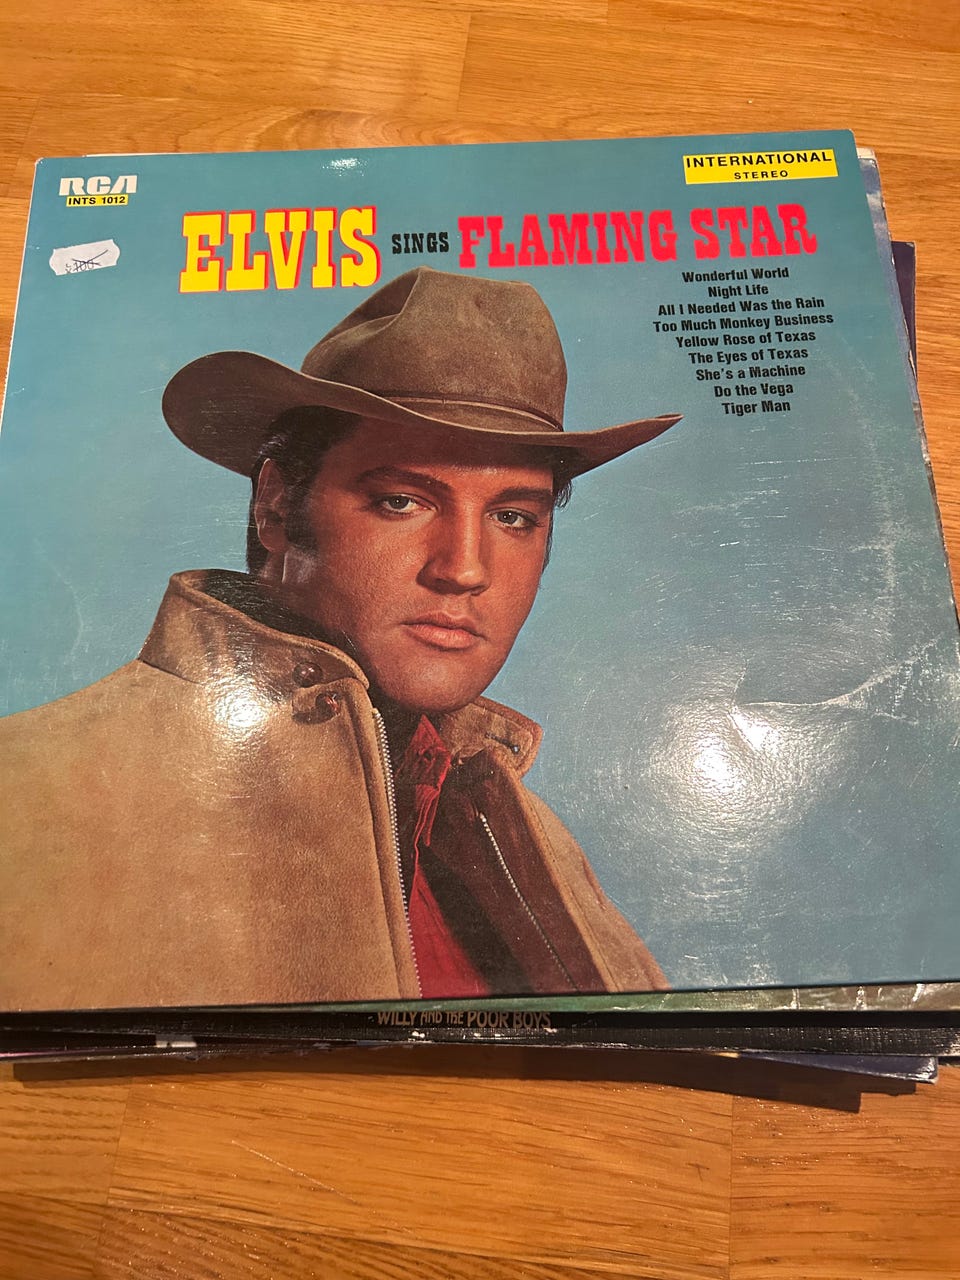 RCA
INTS 1012
INTERNATIONAL
STEREO
ELVIS SINGS FLAMING STAR
Wonderful World
Night Life
All I Needed Was the Rain
Too Much Monkey Business
Yellow Rose of Texas
The Eyes of Texas
She's a Machine
Do the Vega
Tiger Man
WILLY AND THE POOR BOYS